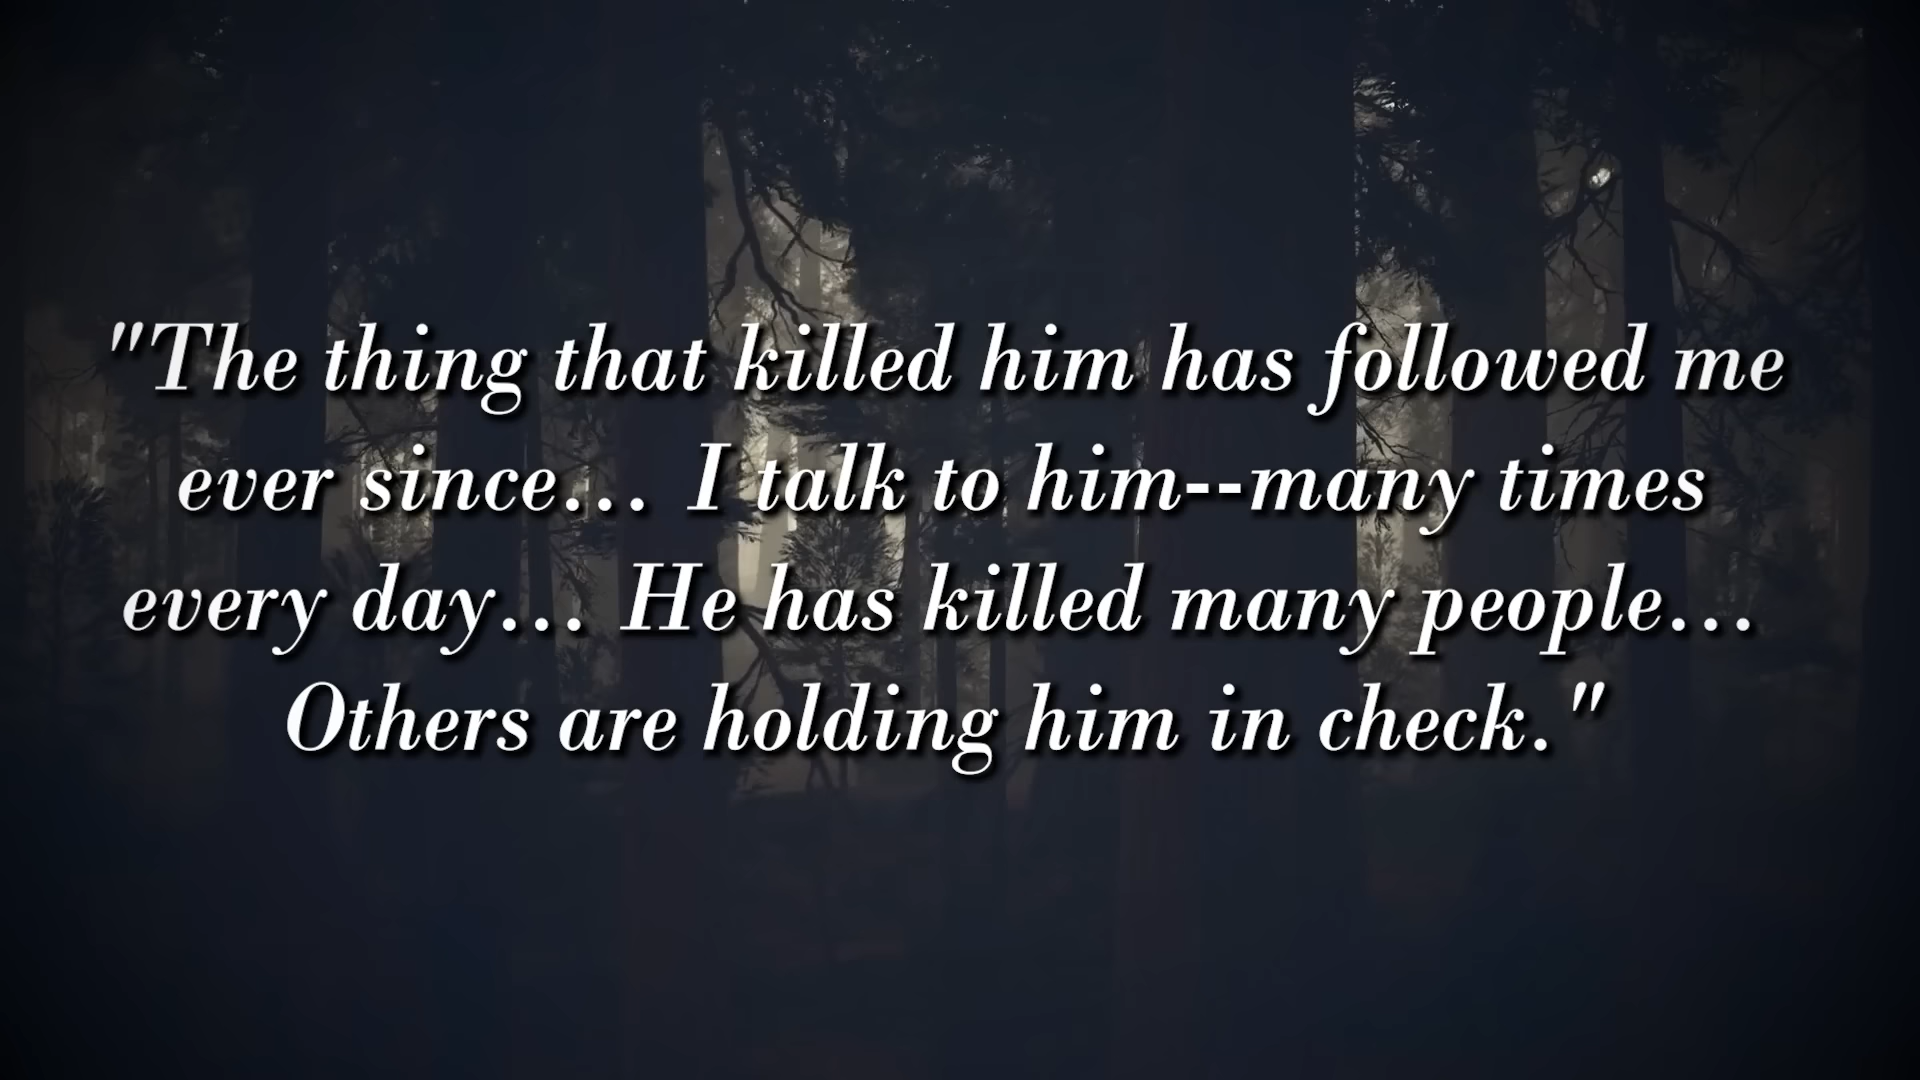 "The thing that killed him has followed me
ever since... I talk to him--many times
every day... He has killed many people...
Others are holding him in check."